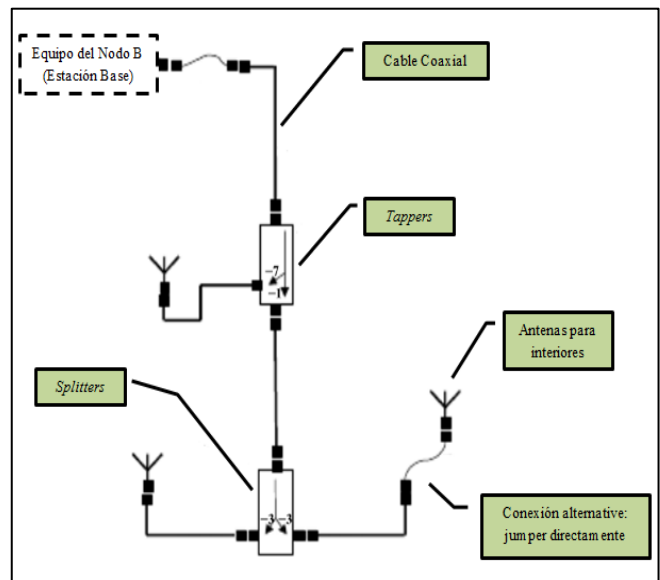 Equipo del Nodo B
(Estación Base)
Cable Coaxial
Tappers
−7
−1
Antenas para
interiores
Splitters
−3 −3
Conexión alternative:
jumper directamente